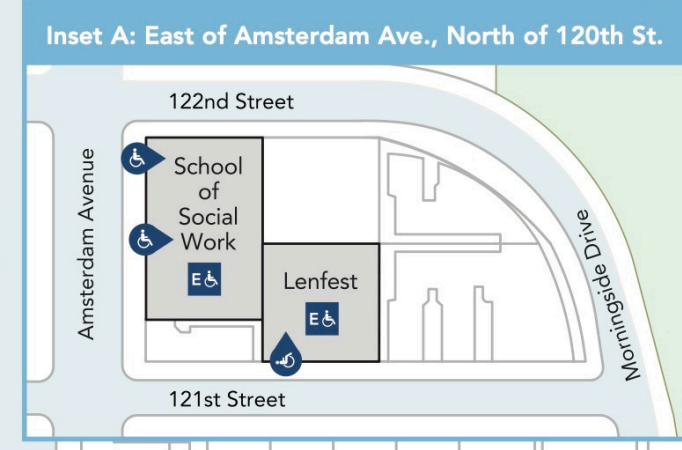 Inset A: East of Amsterdam Ave., North of 120th St.
122nd Street
Amsterdam Avenue
School
of
Social
Work
E
Lenfest
E
Morningside Drive
121st Street